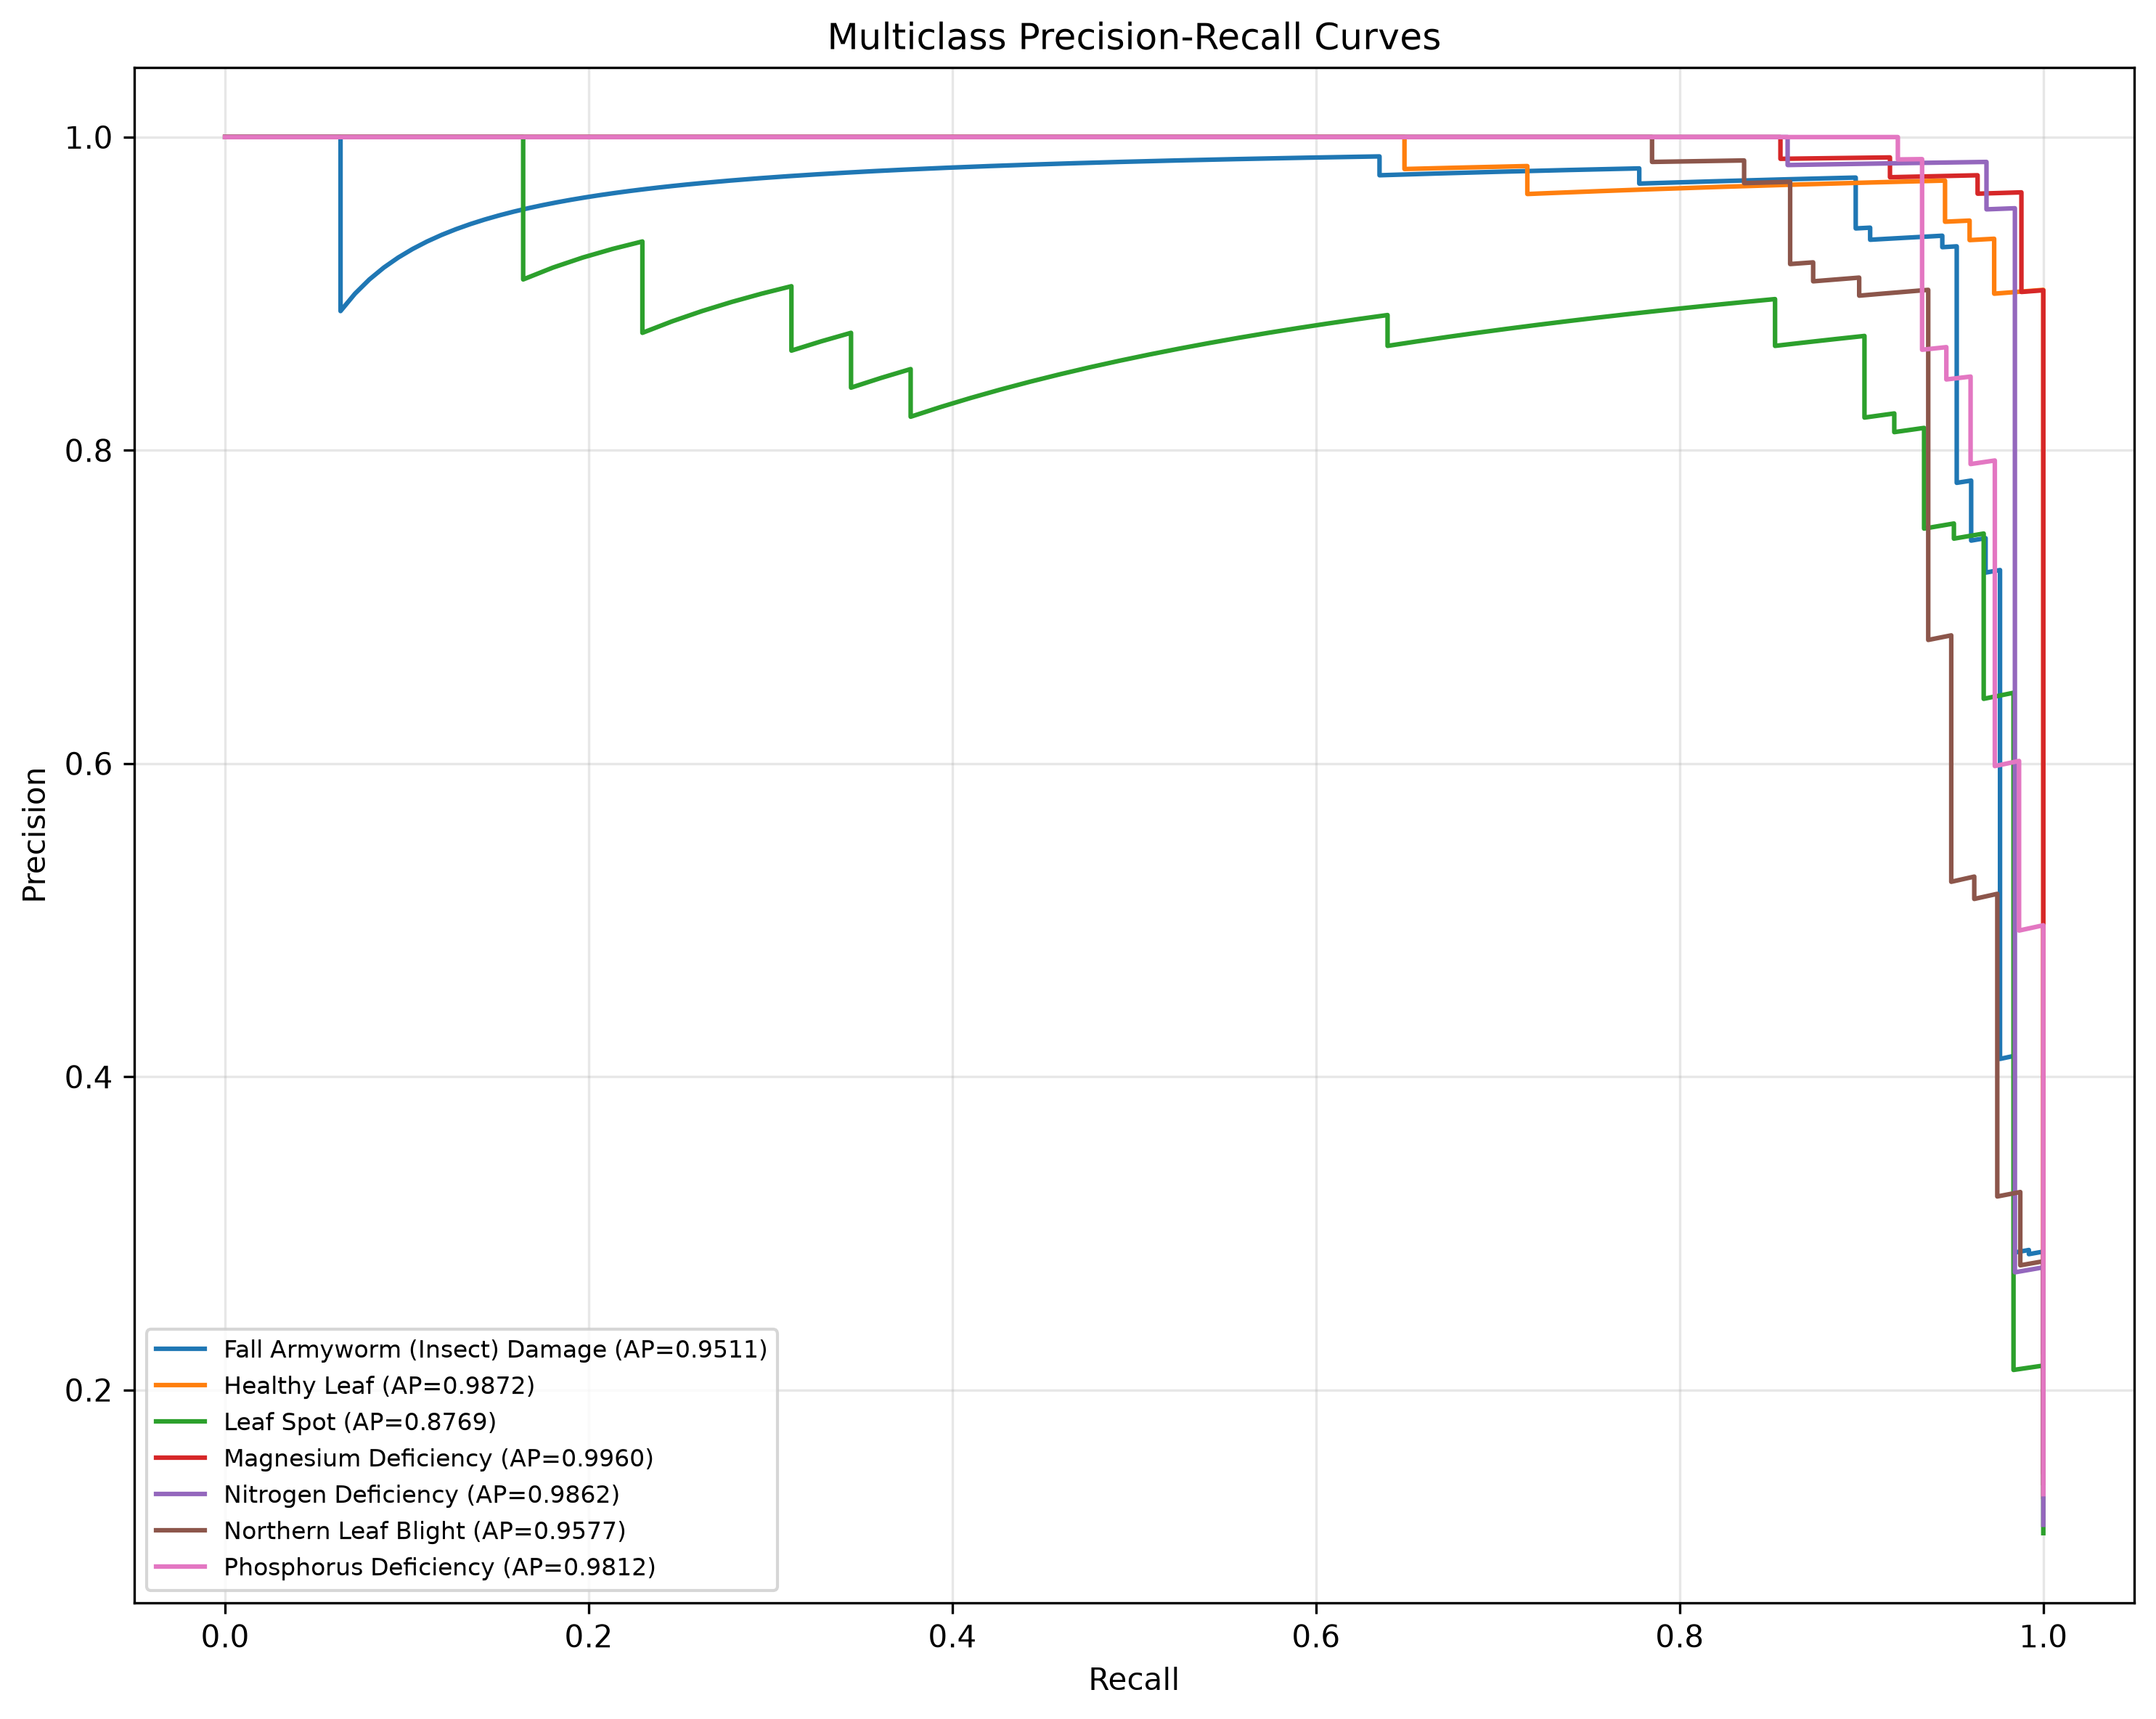 Multiclass Precision-Recall Curves
1.0
0.8
0.6
0.4
0.2
Precision
Fall Armyworm (Insect) Damage (AP=0.9511)
Healthy Leaf (AP=0.9872)
Leaf Spot (AP=0.8769)
Magnesium Deficiency (AP=0.9960)
Nitrogen Deficiency (AP=0.9862)
Northern Leaf Blight (AP=0.9577)
Phosphorus Deficiency (AP=0.9812)
0.0 0.2 0.4 0.6 0.8 1.0
Recall